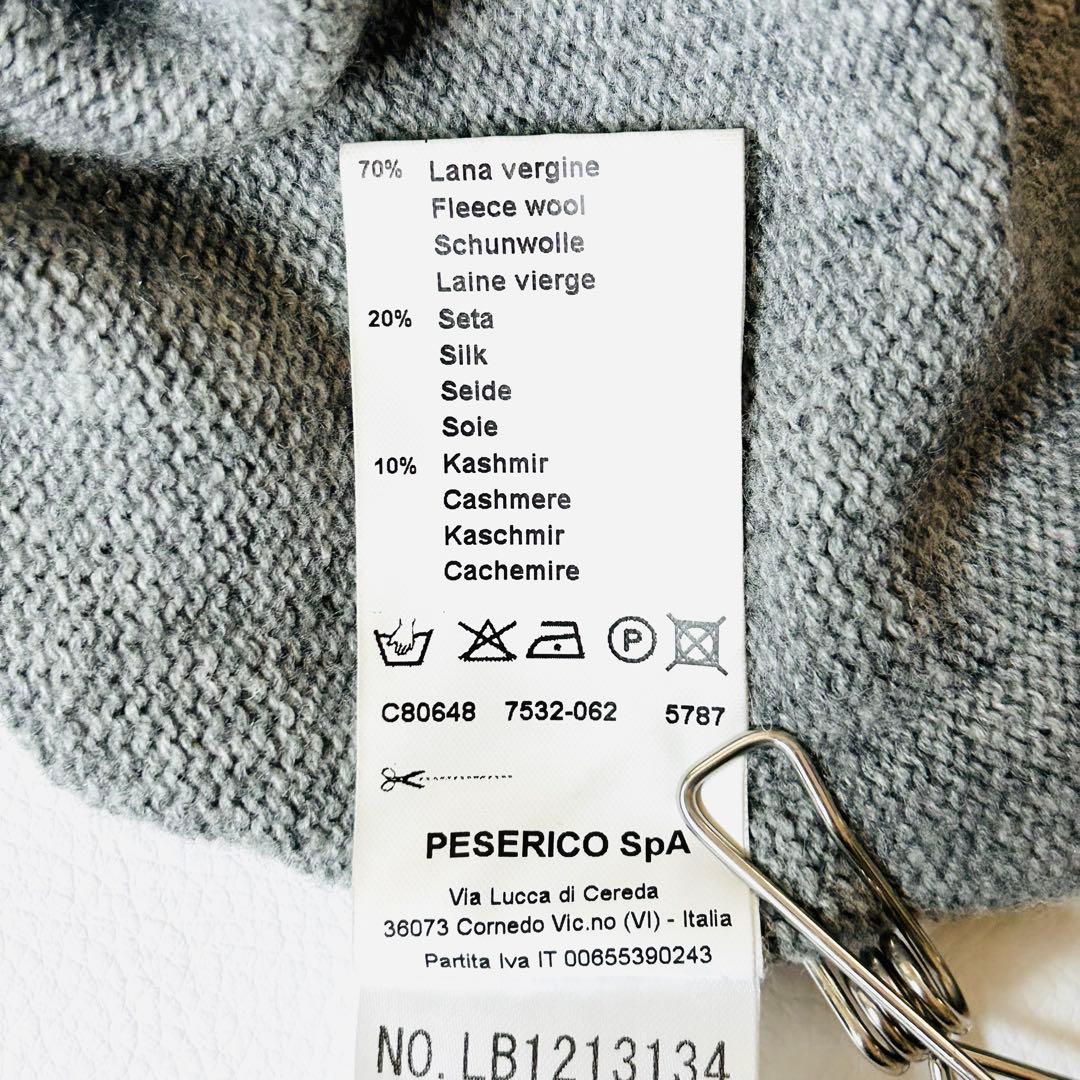 70% Lana vergine
Fleece wool
Schunwolle
Laine vierge
20% Seta
Silk
Seide
Soie
10% Kashmir
Cashmere
Kaschmir
Cachemire
P
C80648 7532-062 5787
PESERICO SpA
Via Lucca di Cereda
36073 Cornedo Vic.no (VI) - Italia
Partita Iva IT 00655390243
NO. LB1213134